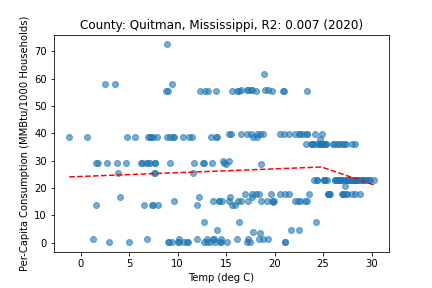 County: Quitman, Mississippi, R2: 0.007 (2020)
Per-Capita Consumption (MMBtu/1000 Households)
70
60
50
40
30
20
10
0
0 5 10 15 20 25 30
Temp (deg C)